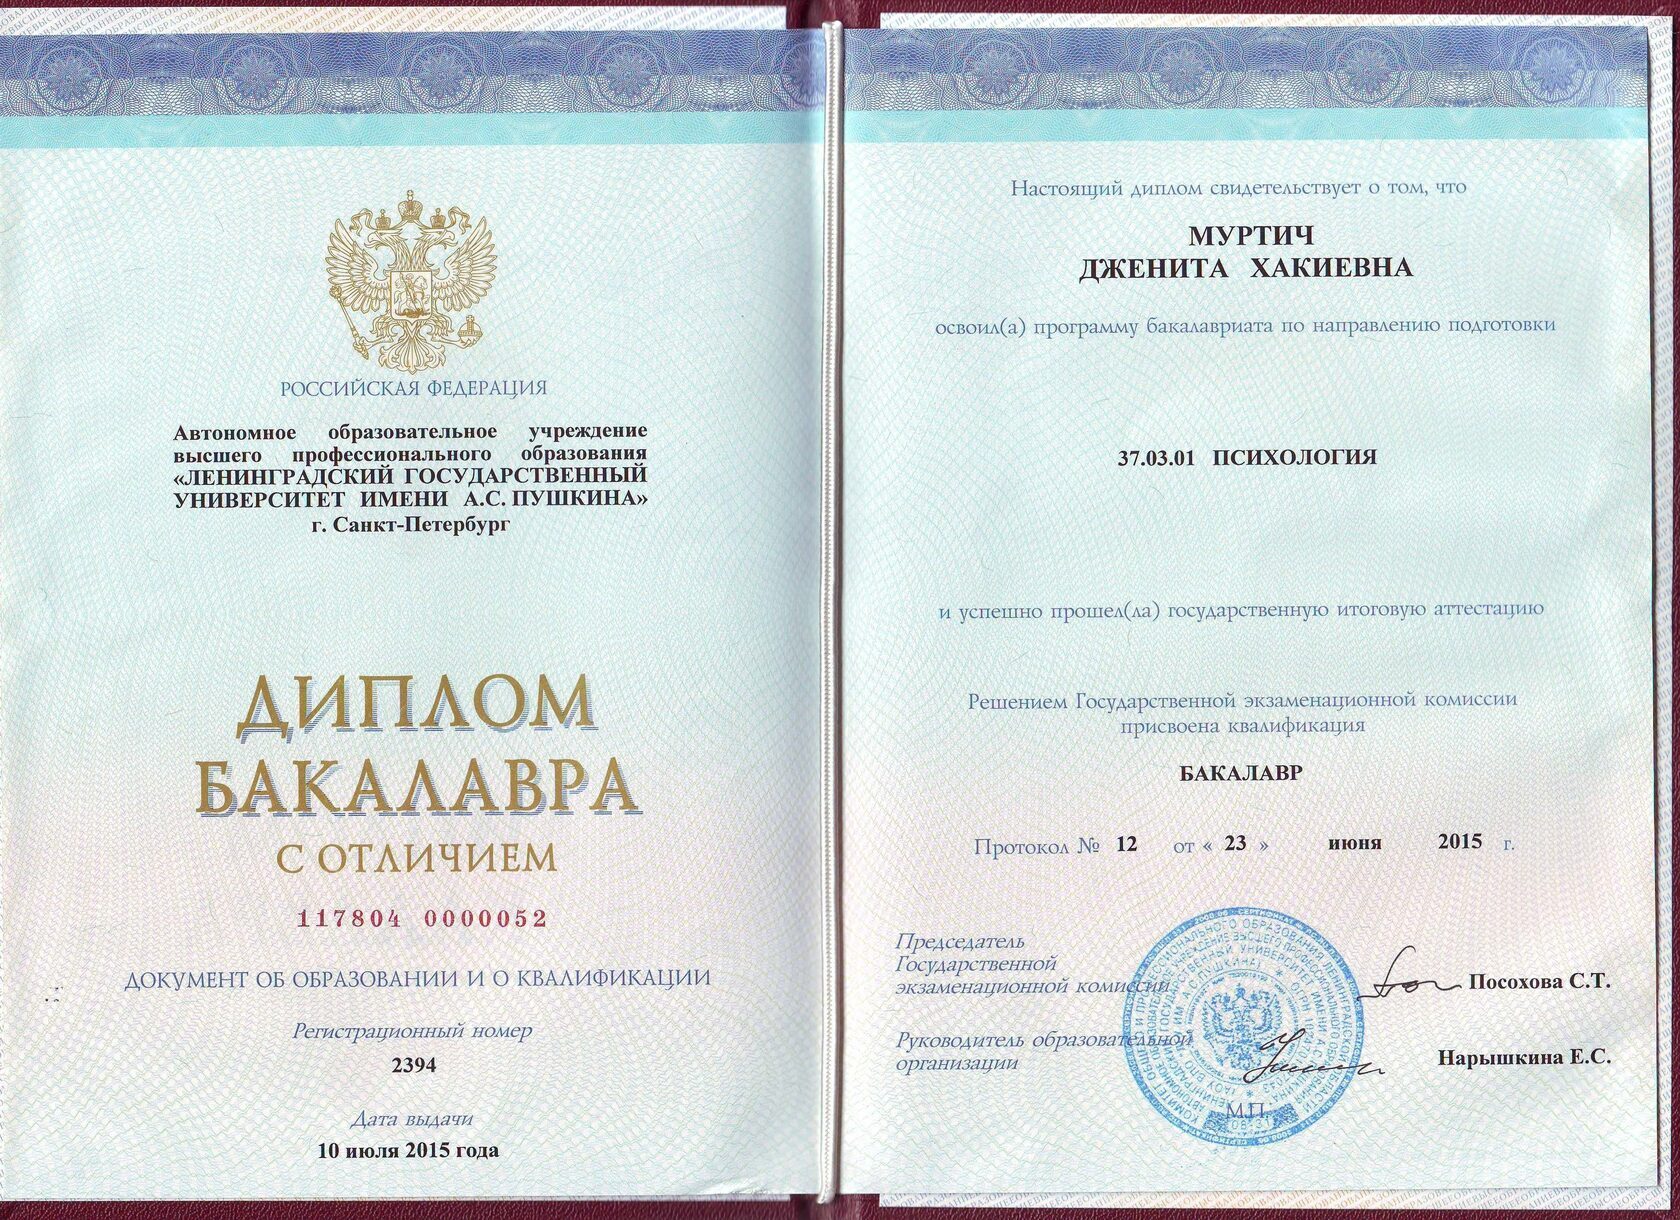 РОССИЙСКАЯ ФЕДЕРАЦИЯ
Автономное образовательное учреждение
высшего профессионального образования
«ЛЕНИНГРАДСКИЙ ГОСУДАРСТВЕННЫЙ
УНИВЕРСИТЕТ ИМЕНИ А.С. ПУШКИНА»
г. Санкт-Петербург
ДИПЛОМ
БАКАЛАВРА
С ОТЛИЧИЕМ
117804 0000052
ДОКУМЕНТ ОБ ОБРАЗОВАНИИ И О КВАЛИФИКАЦИИ
Регистрационный номер
2394
Дата выдачи
10 июля 2015 года
Настоящий диплом свидетельствует о том, что
МУРТИЧ
ДЖЕНИТА ХАКИЕВНА
освоил(а) программу бакалавриата по направлению подготовки
37.03.01 ПСИХОЛОГИЯ
и успешно прошел(ла) государственную итоговую аттестацию
Решением Государственной экзаменационной комиссии
присвоена квалификация
БАКАЛАВР
Протокол № 12 от « 23 » июня 2015 г.
Председатель
Государственной
экзаменационной комиссии
Посохова С.Т.
Руководитель образовательной
организации
Нарышкина Е.С.
М.П.